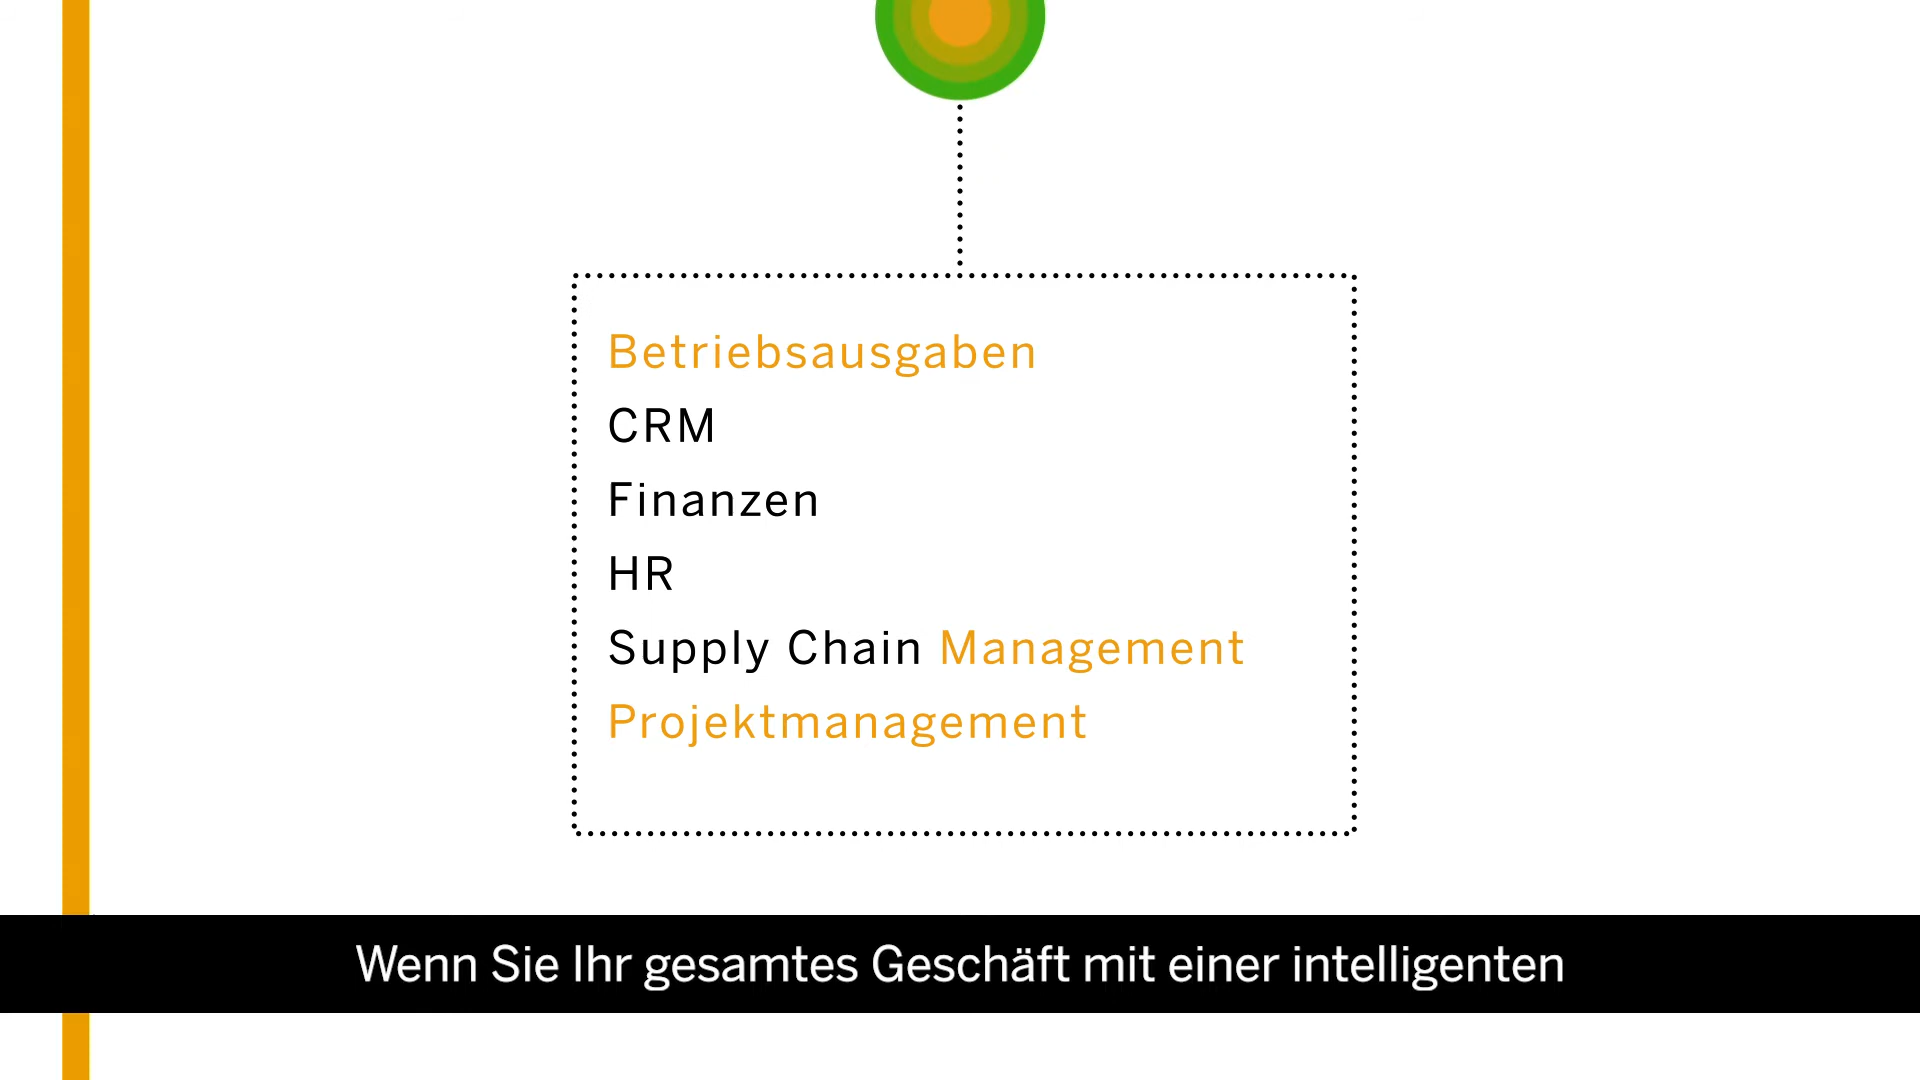 Betriebsausgaben
CRM
Finanzen
HR
Supply Chain Management
Projektmanagement
Wenn Sie Ihr gesamtes Geschäft mit einer intelligenten